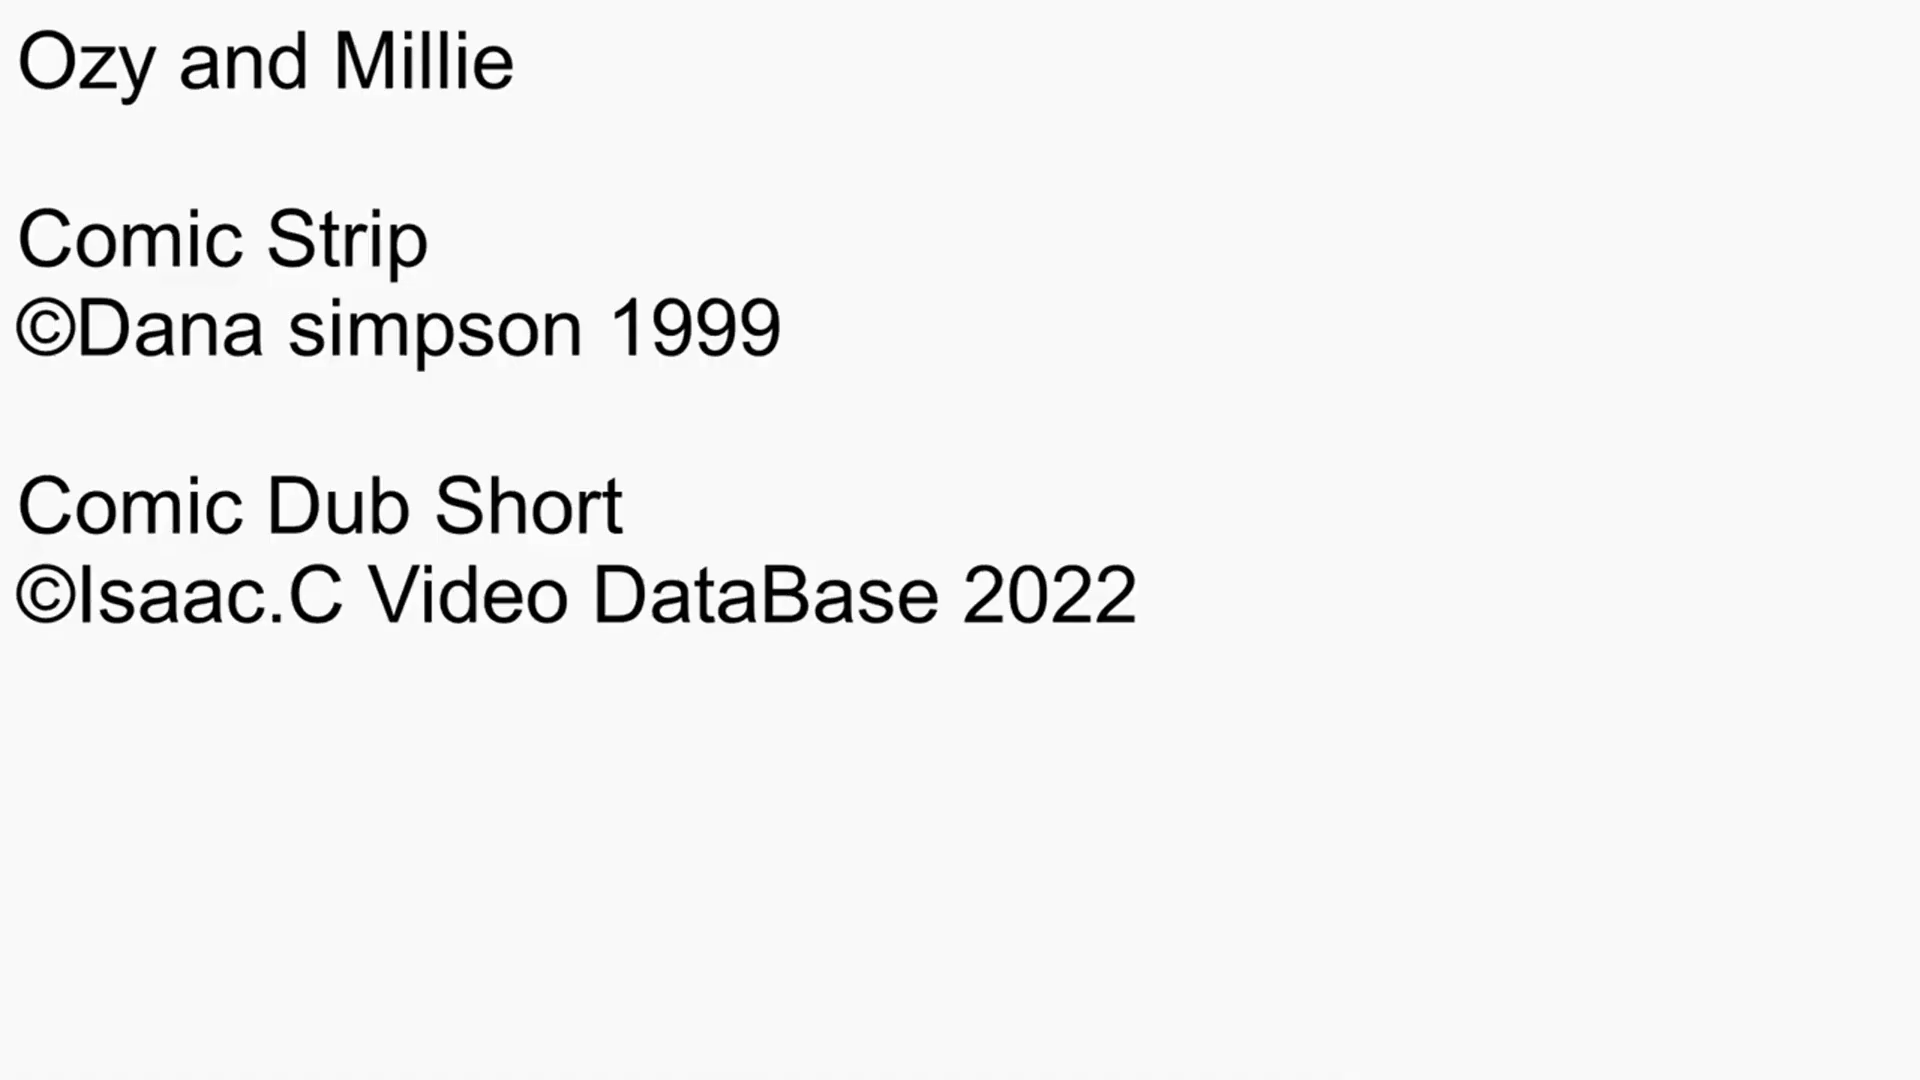 Ozy and Millie
Comic Strip
©Dana simpson 1999
Comic Dub Short
©Isaac.C Video DataBase 2022